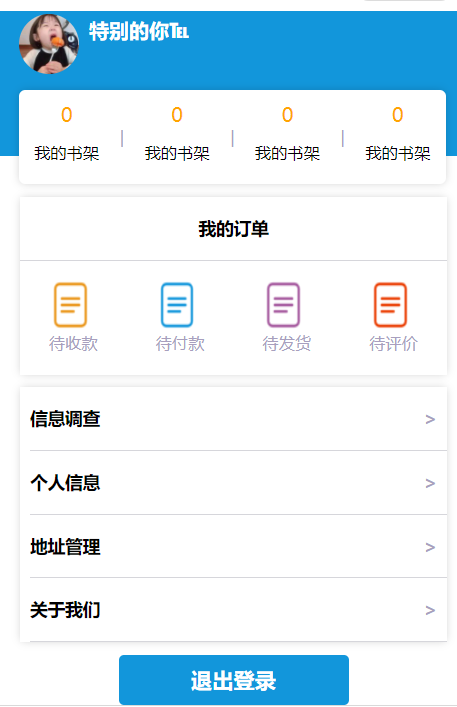 特别的你℡
0 0 0 0
我的书架 | 我的书架 | 我的书架 | 我的书架
我的订单
待收款 待付款 待发货 待评价
信息调查 >
个人信息 >
地址管理 >
关于我们 >
退出登录